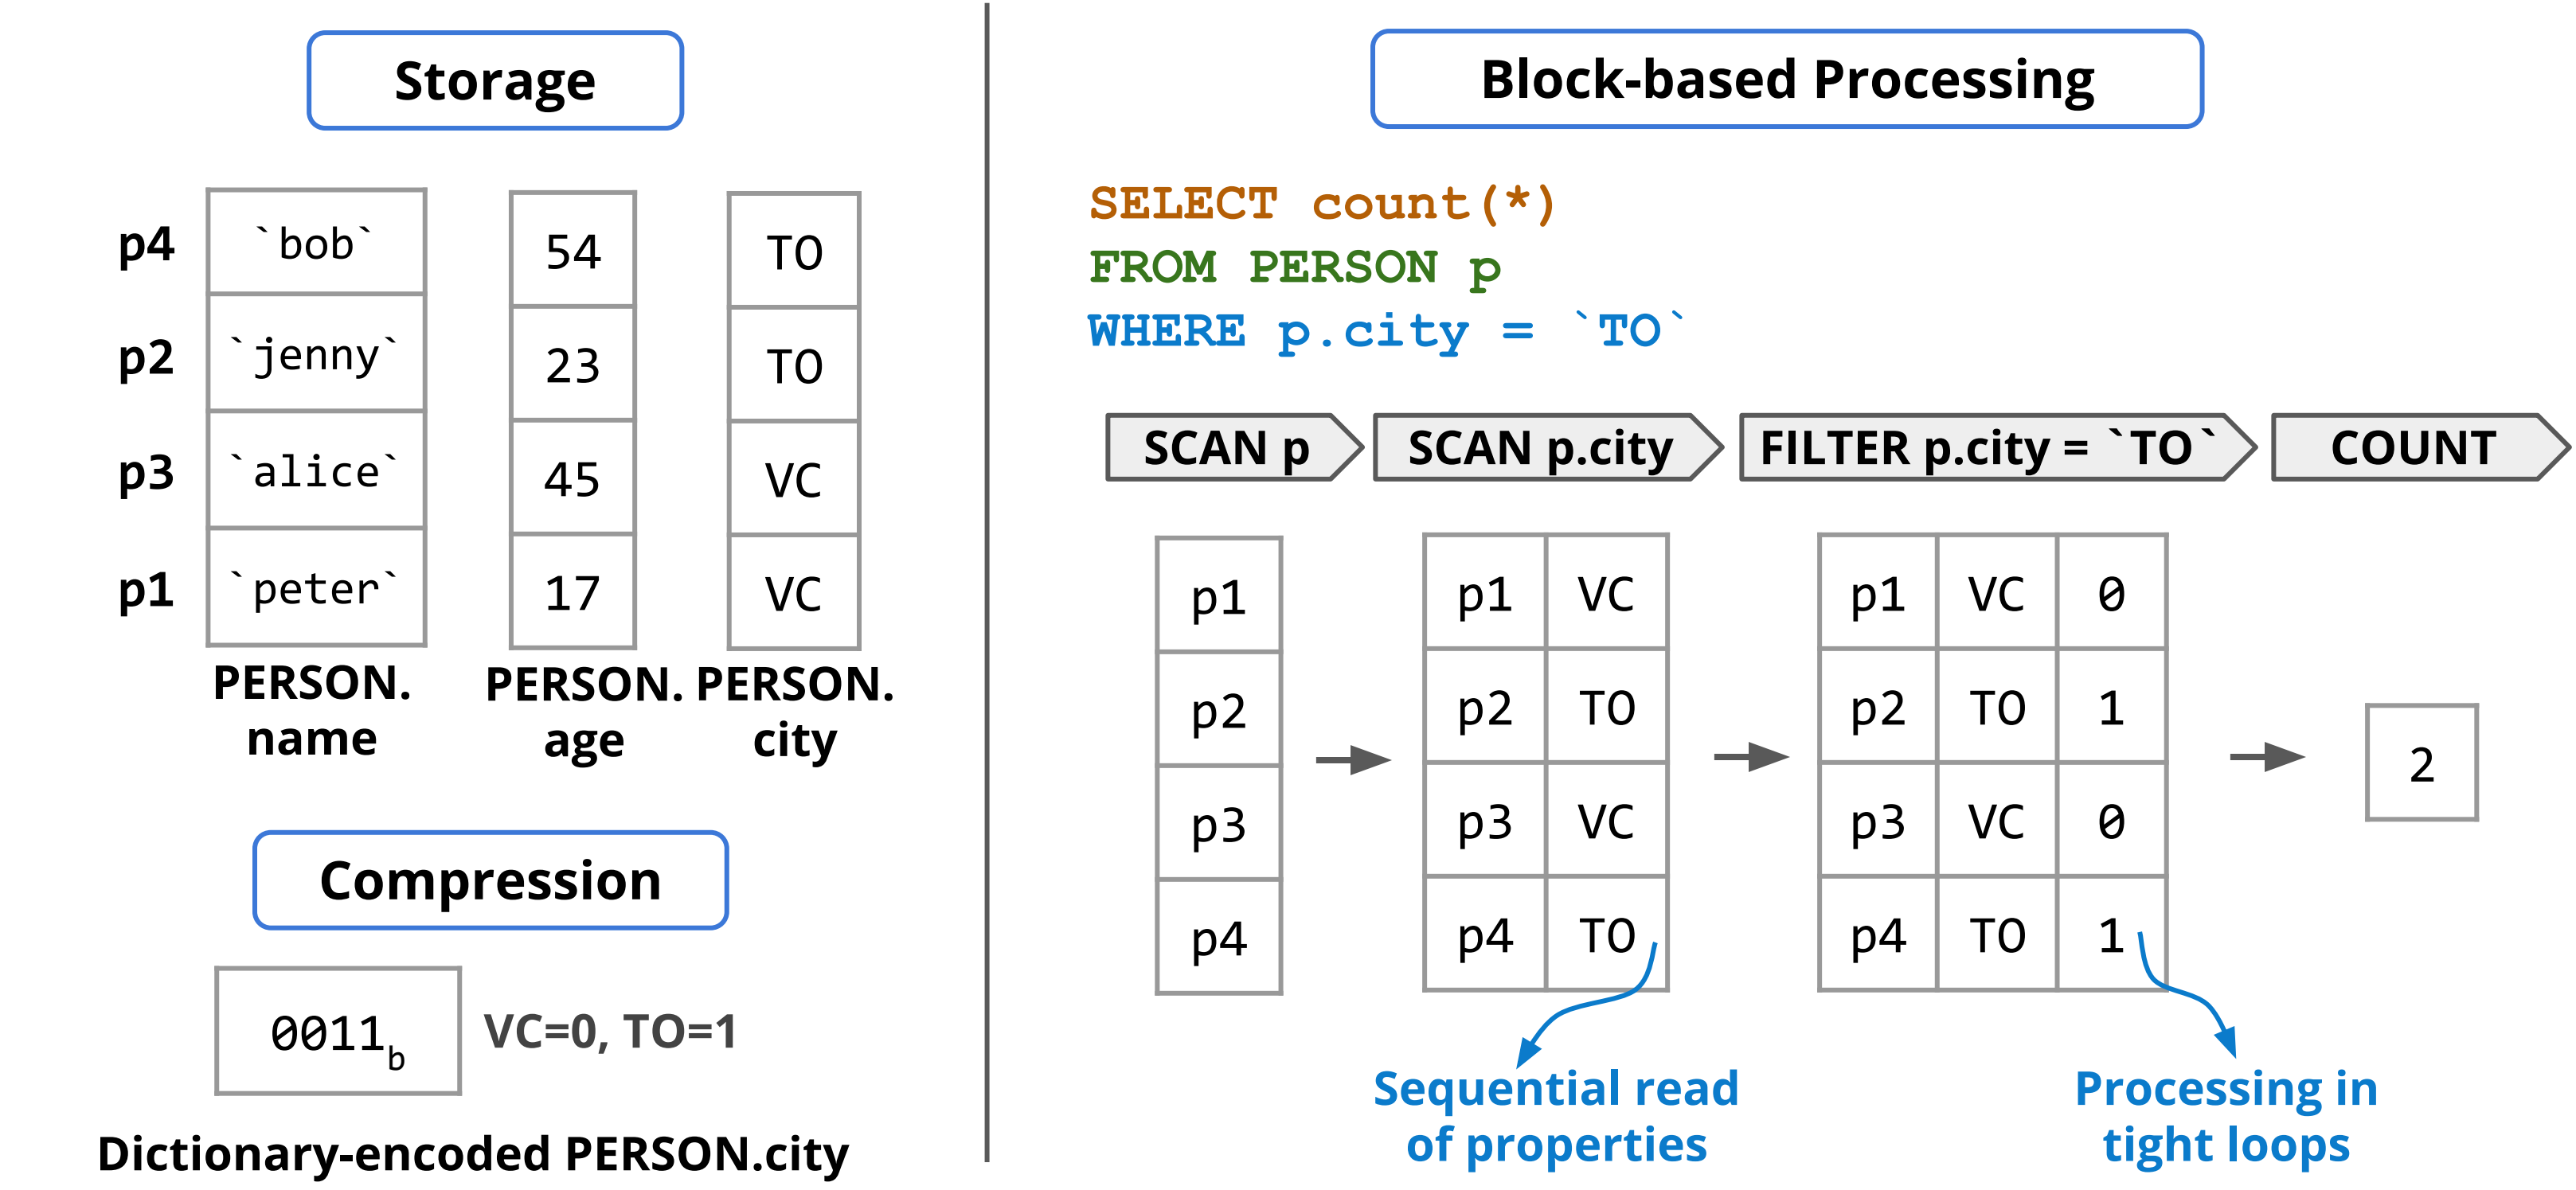 Storage
p4 `bob` 54 TO
p2 `jenny` 23 TO
p3 `alice` 45 VC
p1 `peter` 17 VC
PERSON. PERSON. PERSON.
name age city
Compression
0011b VC=0, TO=1
Dictionary-encoded PERSON.city
Block-based Processing
SELECT count(*)
FROM PERSON p
WHERE p.city = `TO`
SCAN p SCAN p.city FILTER p.city = `TO` COUNT
p1 p1 VC p1 VC 0
p2 p2 TO p2 TO 1
2
p3 p3 VC p3 VC 0
p4 p4 TO p4 TO 1
Sequential read
of properties
Processing in
tight loops